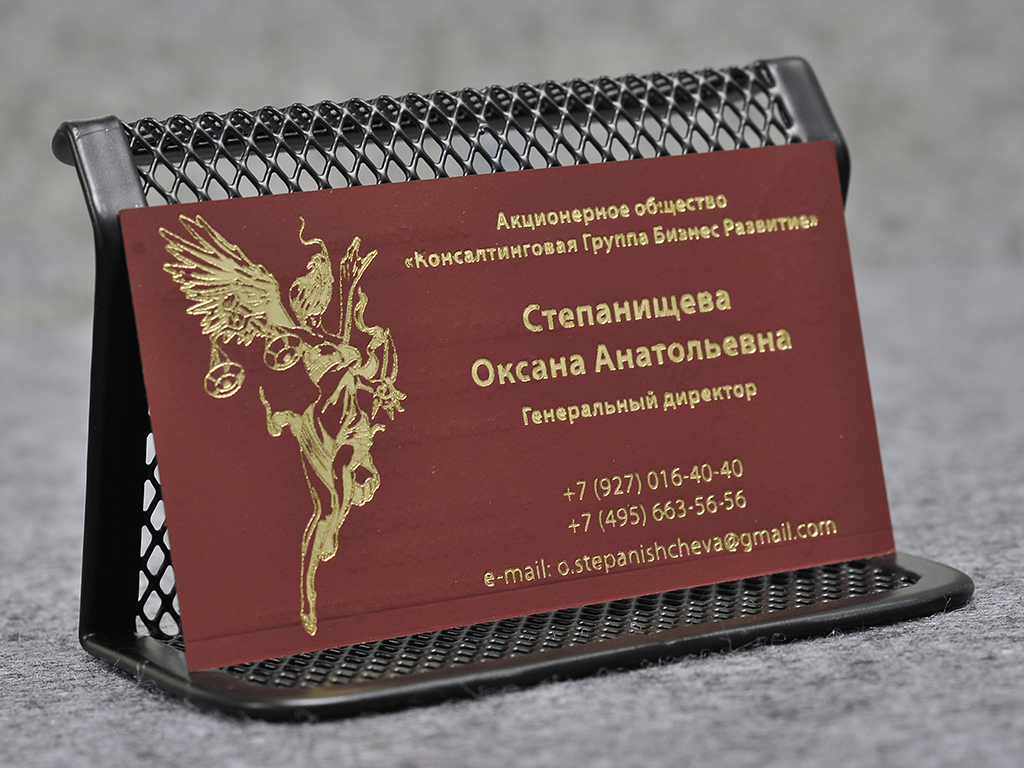 Акционерное общество
«Консалтинговая Группа Бизнес Развитие»
Степанищева
Оксана Анатольевна
Генеральный директор
+7 (927) 016-40-40
+7 (495) 663-56-56
e-mail: o.stepanishcheva@gmail.com